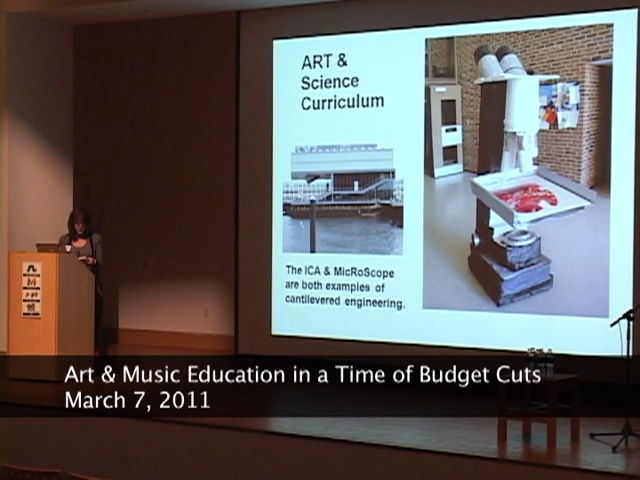 ART &
Science
Curriculum
The ICA & MicRoScope
are both examples of
cantilevered engineering.
Art & Music Education in a Time of Budget Cuts
March 7, 2011